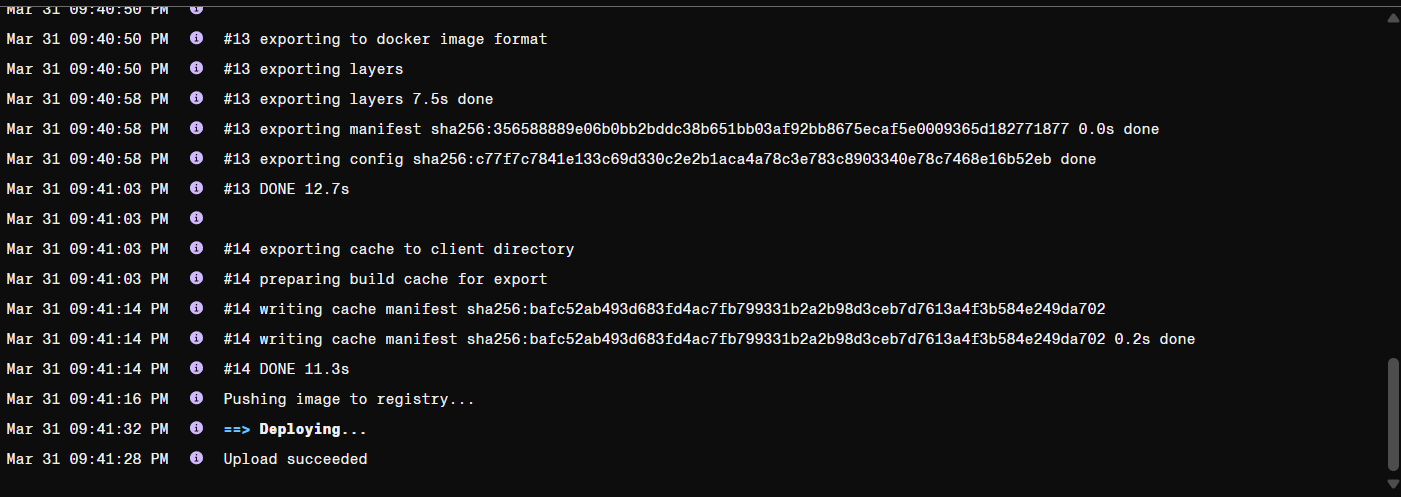 Mar 31 09:40:50 PM
Mar 31 09:40:50 PM #13 exporting to docker image format
Mar 31 09:40:50 PM #13 exporting layers
Mar 31 09:40:58 PM #13 exporting layers 7.5s done
Mar 31 09:40:58 PM #13 exporting manifest sha256:356588889e06b0bb2bddc38b651bb03af92bb8675ecaf5e0009365d182771877 0.0s done
Mar 31 09:40:58 PM #13 exporting config sha256:c77f7c7841e133c69d330c2e2b1aca4a78c3e783c8903340e78c7468e16b52eb done
Mar 31 09:41:03 PM #13 DONE 12.7s
Mar 31 09:41:03 PM
Mar 31 09:41:03 PM #14 exporting cache to client directory
Mar 31 09:41:03 PM #14 preparing build cache for export
Mar 31 09:41:14 PM #14 writing cache manifest sha256:bafc52ab493d683fd4ac7fb799331b2a2b98d3ceb7d7613a4f3b584e249da702
Mar 31 09:41:14 PM #14 writing cache manifest sha256:bafc52ab493d683fd4ac7fb799331b2a2b98d3ceb7d7613a4f3b584e249da702 0.2s done
Mar 31 09:41:14 PM #14 DONE 11.3s
Mar 31 09:41:16 PM Pushing image to registry...
Mar 31 09:41:32 PM ==> Deploying...
Mar 31 09:41:28 PM Upload succeeded